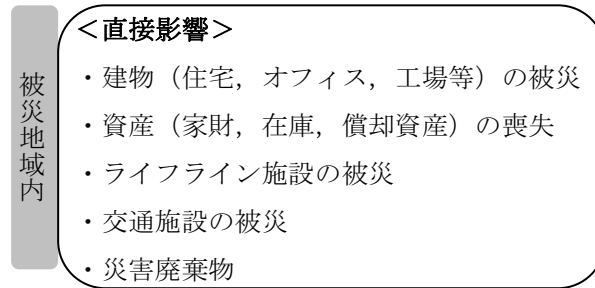 被災地域内
＜直接影響＞
・建物（住宅，オフィス，工場等）の被災
・資産（家財，在庫，償却資産）の喪失
・ライフライン施設の被災
・交通施設の被災
・災害廃棄物